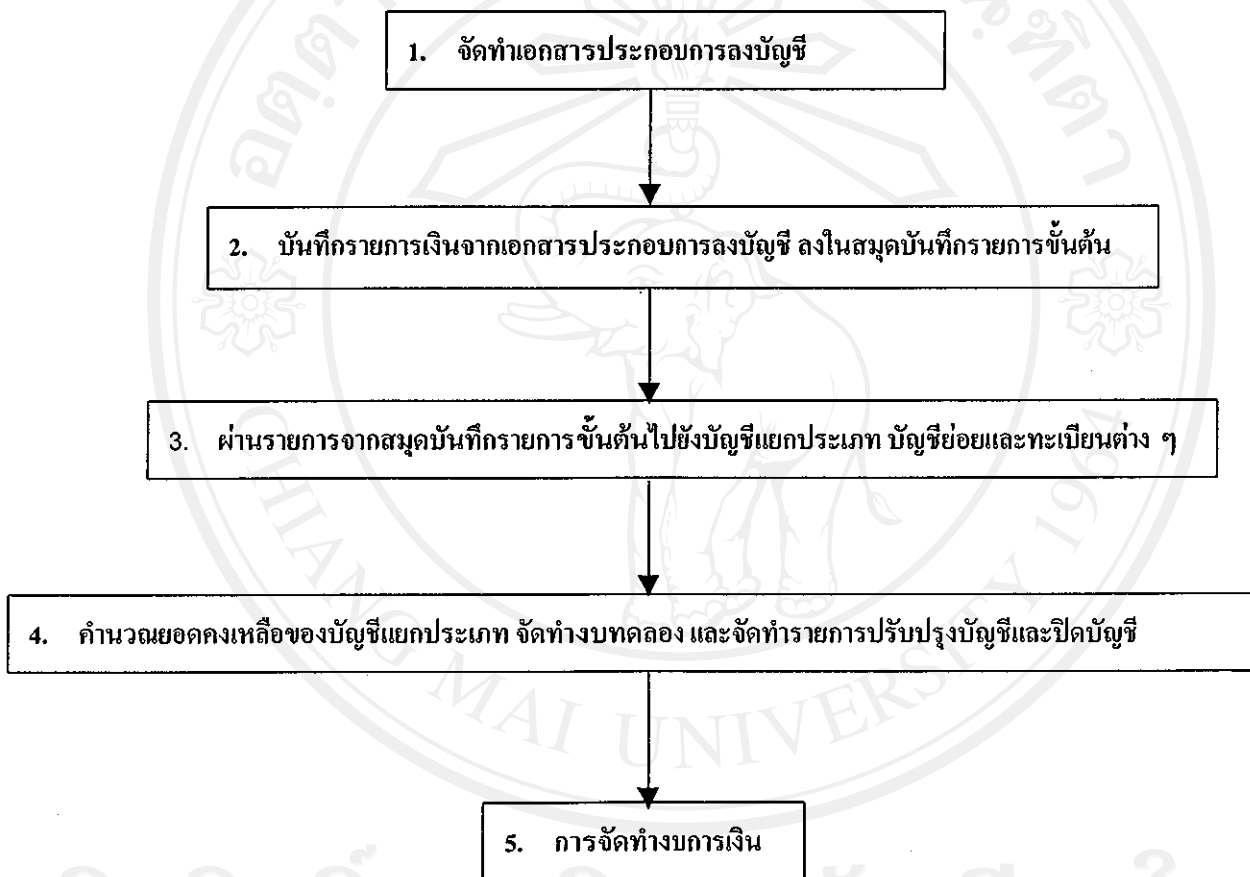 1. จัดทำเอกสารประกอบการลงบัญชี
2. บันทึกรายการเงินจากเอกสารประกอบการลงบัญชี ลงในสมุดบันทึกรายการขั้นต้น
3. ผ่านรายการจากสมุดบันทึกรายการขั้นต้นไปยังบัญชีแยกประเภท บัญชีย่อยและทะเบียนต่าง ๆ
4. คำนวณยอดคงเหลือของบัญชีแยกประเภท จัดทำงบทดลอง และจัดทำรายการปรับปรุงบัญชีและปิดบัญชี
5. การจัดทำงบการเงิน
CHIANG MAI UNIVERSITY 1964